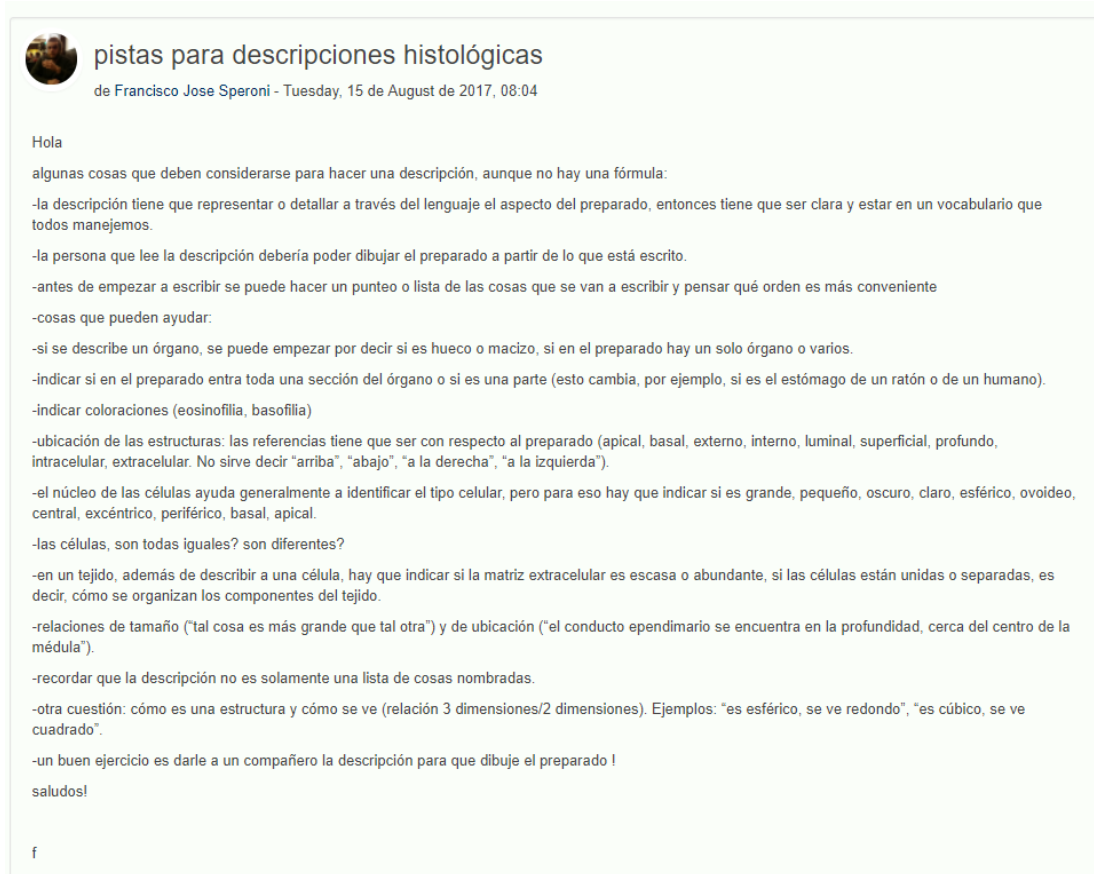 pistas para descripciones histológicas
de Francisco Jose Speroni - Tuesday, 15 de August de 2017, 08:04
Hola
algunas cosas que deben considerarse para hacer una descripción, aunque no hay una fórmula:
-la descripción tiene que representar o detallar a través del lenguaje el aspecto del preparado, entonces tiene que ser clara y estar en un vocabulario que
todos manejemos.
-la persona que lee la descripción debería poder dibujar el preparado a partir de lo que está escrito.
-antes de empezar a escribir se puede hacer un punteo o lista de las cosas que se van a escribir y pensar qué orden es más conveniente
-cosas que pueden ayudar:
-si se describe un órgano, se puede empezar por decir si es hueco o macizo, si en el preparado hay un solo órgano o varios.
-indicar si en el preparado entra toda una sección del órgano o si es una parte (esto cambia, por ejemplo, si es el estómago de un ratón o de un humano).
-indicar coloraciones (eosinofilia, basofilia)
-ubicación de las estructuras: las referencias tiene que ser con respecto al preparado (apical, basal, externo, interno, luminal, superficial, profundo,
intracelular, extracelular. No sirve decir “arriba”, “abajo”, “a la derecha”, “a la izquierda”).
-el núcleo de las células ayuda generalmente a identificar el tipo celular, pero para eso hay que indicar si es grande, pequeño, oscuro, claro, esférico, ovoideo,
central, excéntrico, periférico, basal, apical.
-las células, son todas iguales? son diferentes?
-en un tejido, además de describir a una célula, hay que indicar si la matriz extracelular es escasa o abundante, si las células están unidas o separadas, es
decir, cómo se organizan los componentes del tejido.
-relaciones de tamaño (“tal cosa es más grande que tal otra”) y de ubicación (“el conducto ependimario se encuentra en la profundidad, cerca del centro de la
médula”).
-recordar que la descripción no es solamente una lista de cosas nombradas.
-otra cuestión: cómo es una estructura y cómo se ve (relación 3 dimensiones/2 dimensiones). Ejemplos: “es esférico, se ve redondo”, “es cúbico, se ve
cuadrado”.
-un buen ejercicio es darle a un compañero la descripción para que dibuje el preparado !
saludos!
f